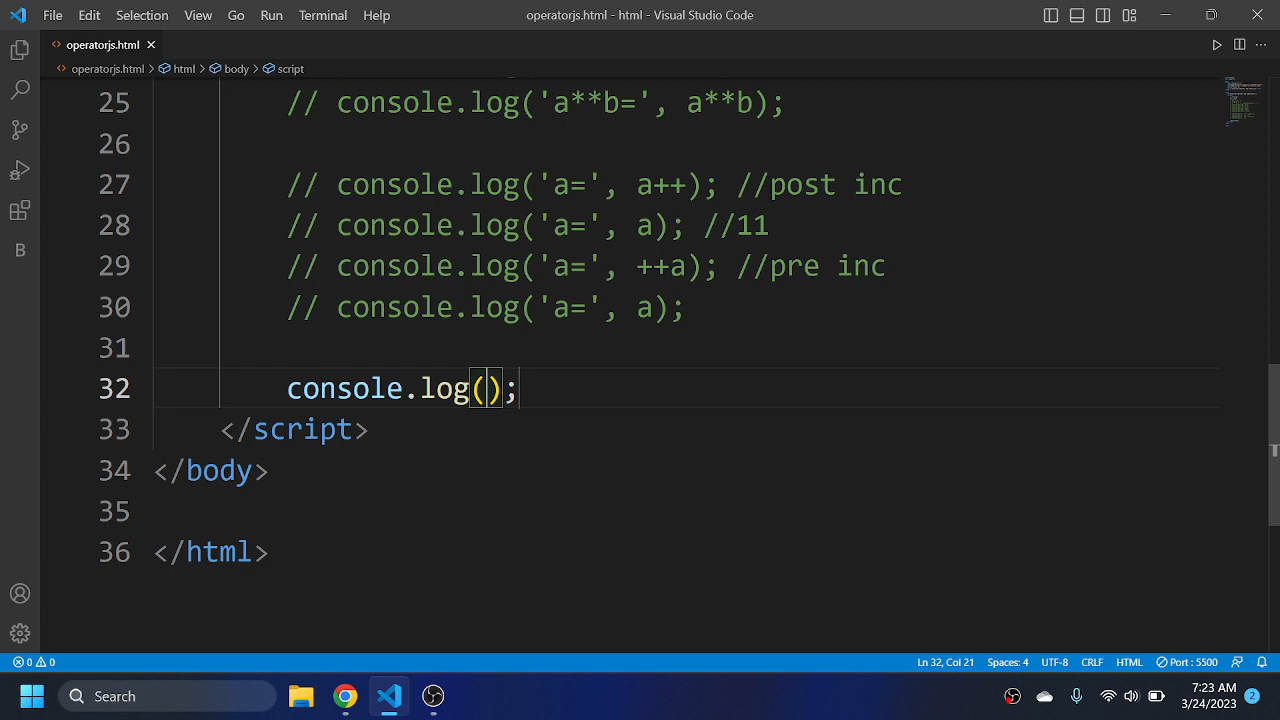 File Edit Selection View Go Run Terminal Help operatorjs.html - html - Visual Studio Code
operatorjs.html
operatorjs.html > html > body > script
25 // console.log('a**b=', a**b);
26
27 // console.log('a=', a++); //post inc
28 // console.log('a=', a); //11
29 // console.log('a=', ++a); //pre inc
30 // console.log('a=', a);
31
32 console.log();
33 </script>
34 </body>
35
36 </html>
B
0 0 Ln 32, Col 21 Spaces: 4 UTF-8 CRLF HTML Port : 5500
Search
7:23 AM
3/24/2023 2